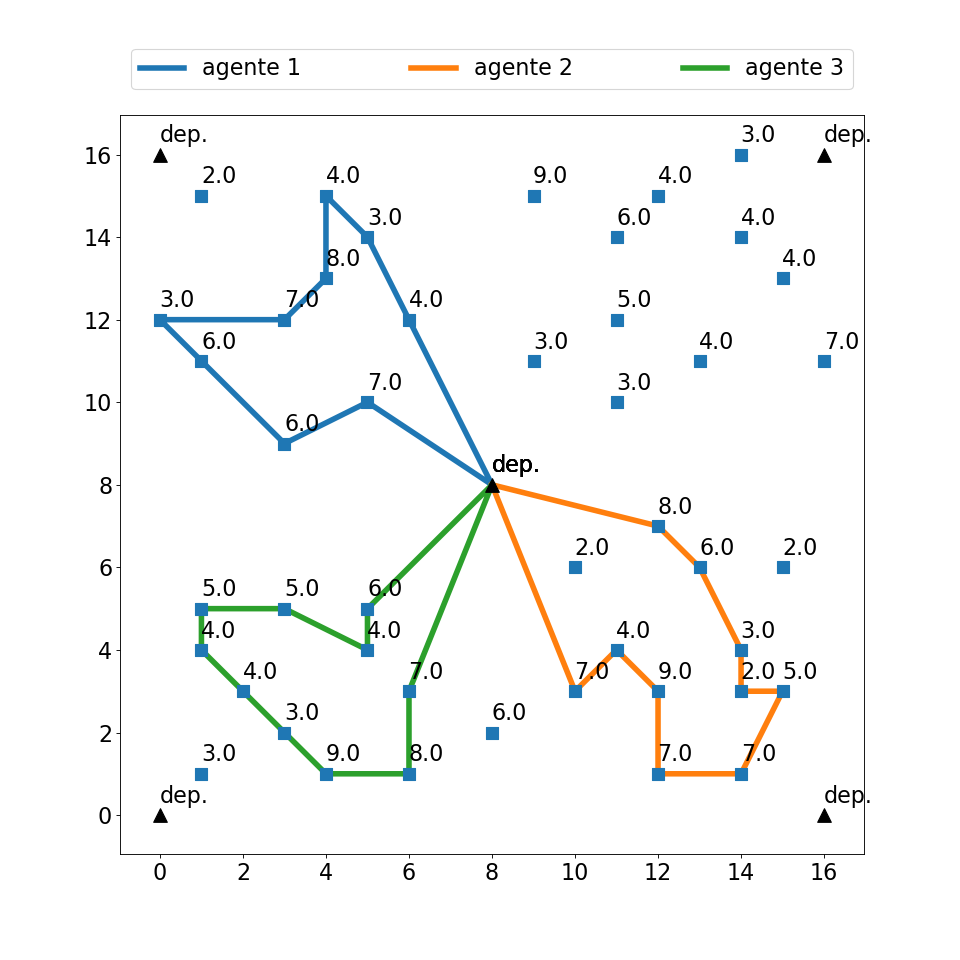 agente 1 agente 2 agente 3
dep. 3.0 dep.
16
2.0 4.0 9.0 4.0
3.0 6.0 4.0
14
8.0 4.0
3.0 7.0 4.0 5.0
12
6.0 3.0 3.0 4.0 7.0
7.0 3.0
10
6.0
dep.
8
8.0
2.0 6.0 2.0
6
5.0 5.0 6.0
4.0 4.0 4.0 3.0
4
4.0 7.0 7.0 9.0 2.0 5.0
3.0 6.0
2
3.0 9.0 8.0 7.0 7.0
dep. dep.
0
0 2 4 6 8 10 12 14 16